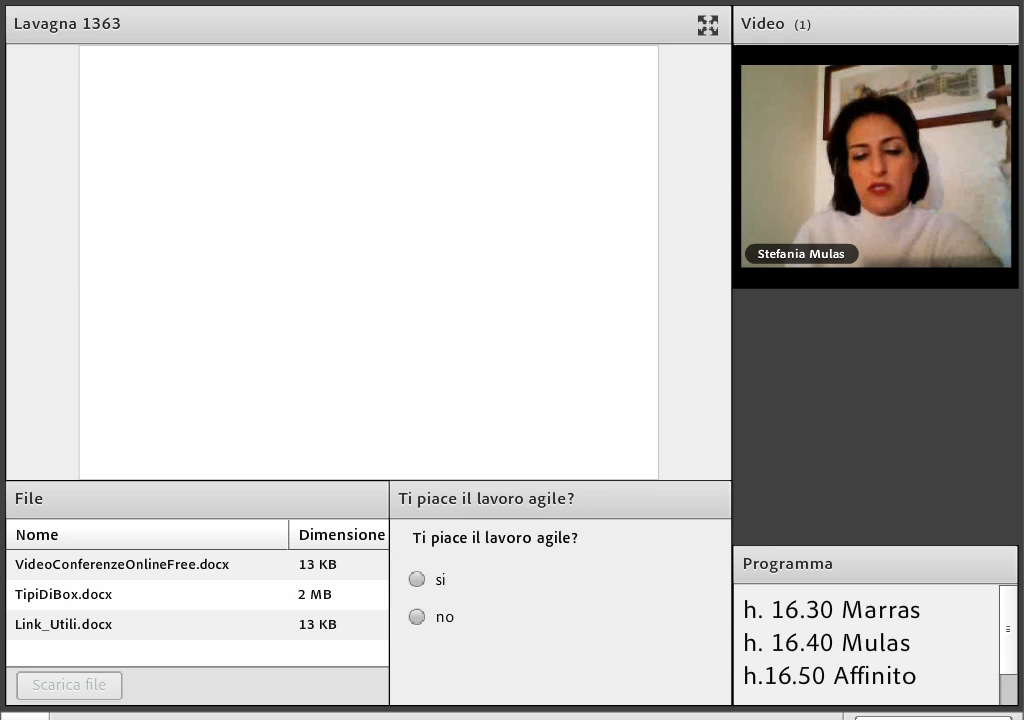 Lavagna 1363
Video (1)
Stefania Mulas
File
Nome Dimensione
VideoConferenzeOnlineFree.docx 13 KB
TipiDiBox.docx 2 MB
Link_Utili.docx 13 KB
Scarica file
Ti piace il lavoro agile?
Ti piace il lavoro agile?
si
no
Programma
h. 16.30 Marras
h. 16.40 Mulas
h.16.50 Affinito